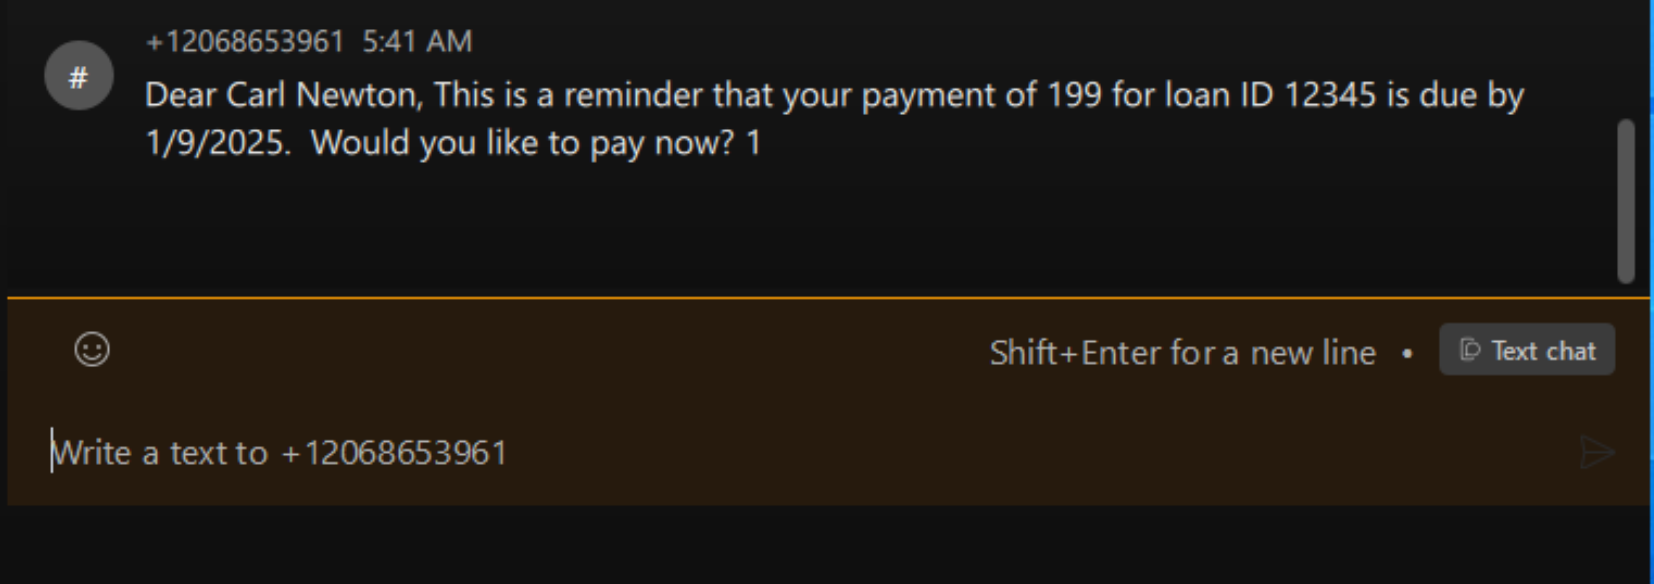 +12068653961 5:41 AM
#
Dear Carl Newton, This is a reminder that your payment of 199 for loan ID 12345 is due by
1/9/2025.  Would you like to pay now? 1
Shift+Enter for a new line • Text chat
Write a text to +12068653961